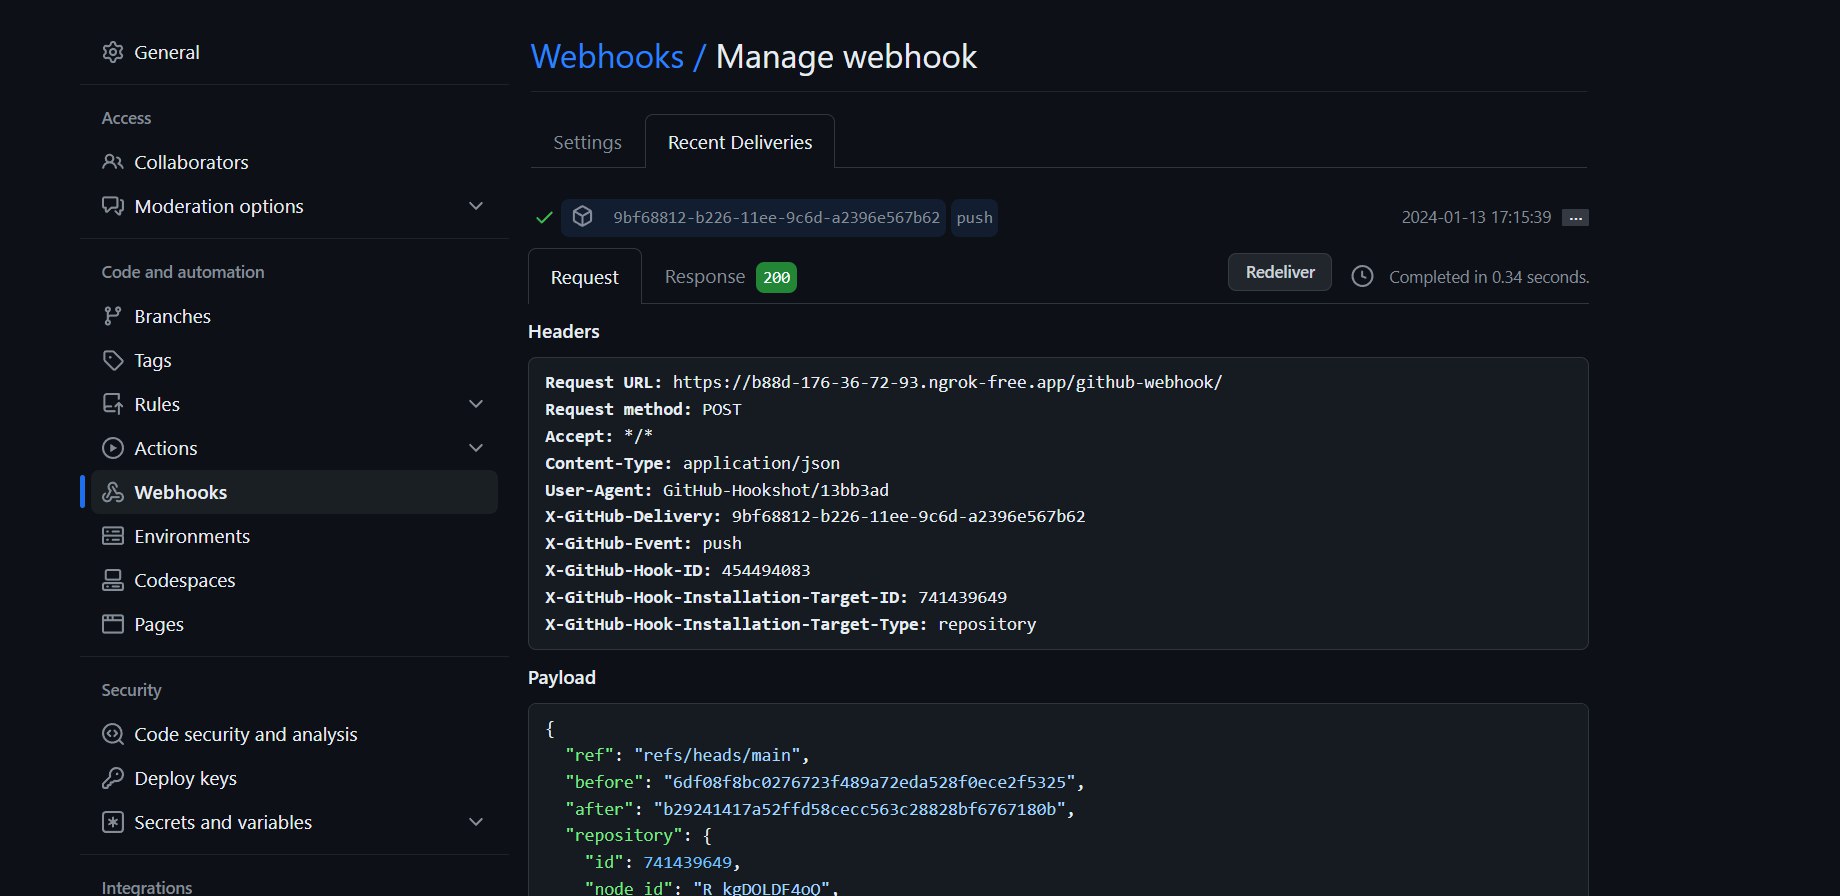 General
Access
Collaborators
Moderation options
Code and automation
Branches
Tags
Rules
Actions
Webhooks
Environments
Codespaces
Pages
Security
Code security and analysis
Deploy keys
Secrets and variables
Integrations
Webhooks / Manage webhook
Settings Recent Deliveries
9bf68812-b226-11ee-9c6d-a2396e567b62 push 2024-01-13 17:15:39 ...
Request Response 200 Redeliver Completed in 0.34 seconds.
Headers
Request URL: https://b88d-176-36-72-93.ngrok-free.app/github-webhook/
Request method: POST
Accept: */*
Content-Type: application/json
User-Agent: GitHub-Hookshot/13bb3ad
X-GitHub-Delivery: 9bf68812-b226-11ee-9c6d-a2396e567b62
X-GitHub-Event: push
X-GitHub-Hook-ID: 454494083
X-GitHub-Hook-Installation-Target-ID: 741439649
X-GitHub-Hook-Installation-Target-Type: repository
Payload
{
"ref": "refs/heads/main",
"before": "6df08f8bc0276723f489a72eda528f0ece2f5325",
"after": "b29241417a52ffd58cecc563c28828bf6767180b",
"repository": {
"id": 741439649,
"node_id": "R_kgDOLDF4oQ",